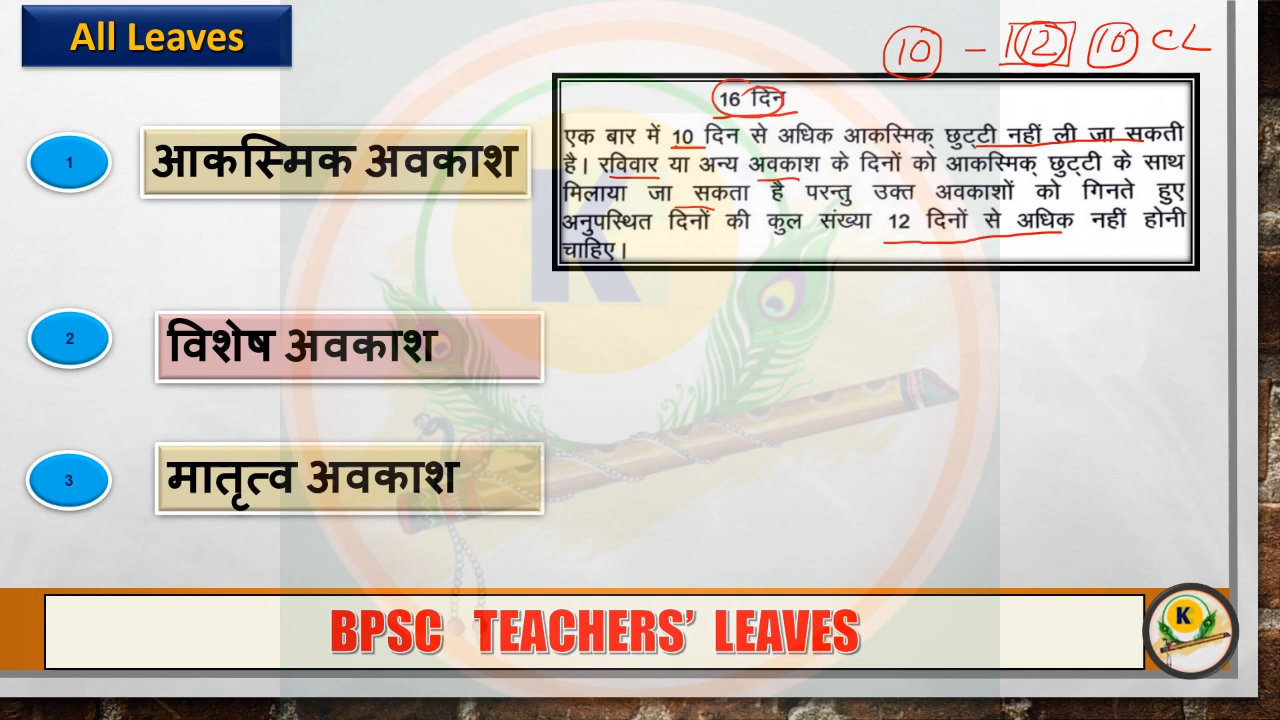 All Leaves
10 - 12 10 CL
16 दिन
एक बार में 10 दिन से अधिक आकस्मिक् छुट्टी नहीं ली जा सकती
है। रविवार या अन्य अवकाश के दिनों को आकस्मिक् छुट्टी के साथ
मिलाया जा सकता है परन्तु उक्त अवकाशों को गिनते हुए
अनुपस्थित दिनों की कुल संख्या 12 दिनों से अधिक नहीं होनी
चाहिए।
1
आकस्मिक अवकाश
2
विशेष अवकाश
3
मातृत्व अवकाश
BPSC TEACHERS’ LEAVES
K